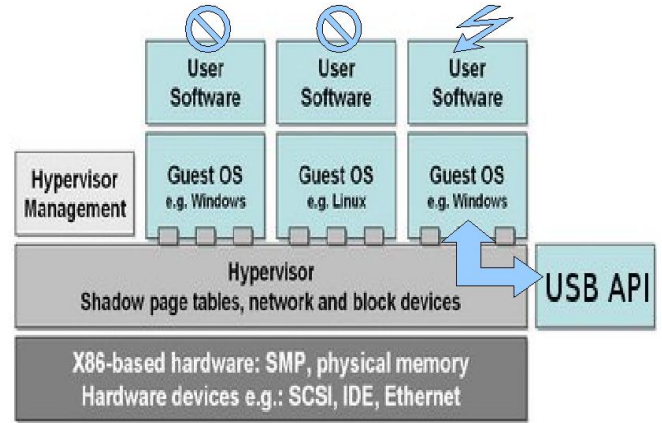 User
Software
User
Software
User
Software
Hypervisor
Management
Guest OS
e.g. Windows
Guest OS
e.g. Linux
Guest OS
e.g. Windows
Hypervisor
Shadow page tables, network and block devices
USB API
X86-based hardware: SMP, physical memory
Hardware devices e.g.: SCSI, IDE, Ethernet